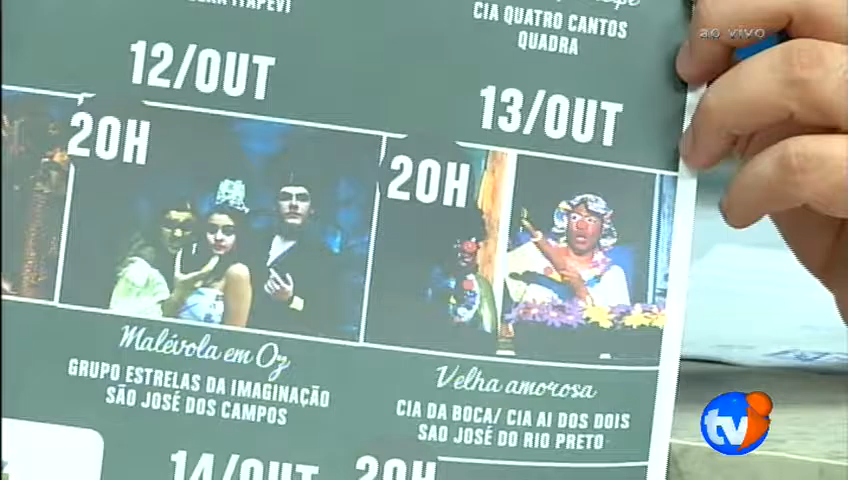 ITAPEVI
CIA QUATRO CANTOS
QUADRA
ao vivo
12/OUT
20H
13/OUT
20H
Malévola em Oz
GRUPO ESTRELAS DA IMAGINAÇÃO
SÃO JOSÉ DOS CAMPOS
Velha amorosa
CIA DA BOCA/ CIA AI DOS DOIS
SAO JOSÉ DO RIO PRETO
14/OUT
20H
tv